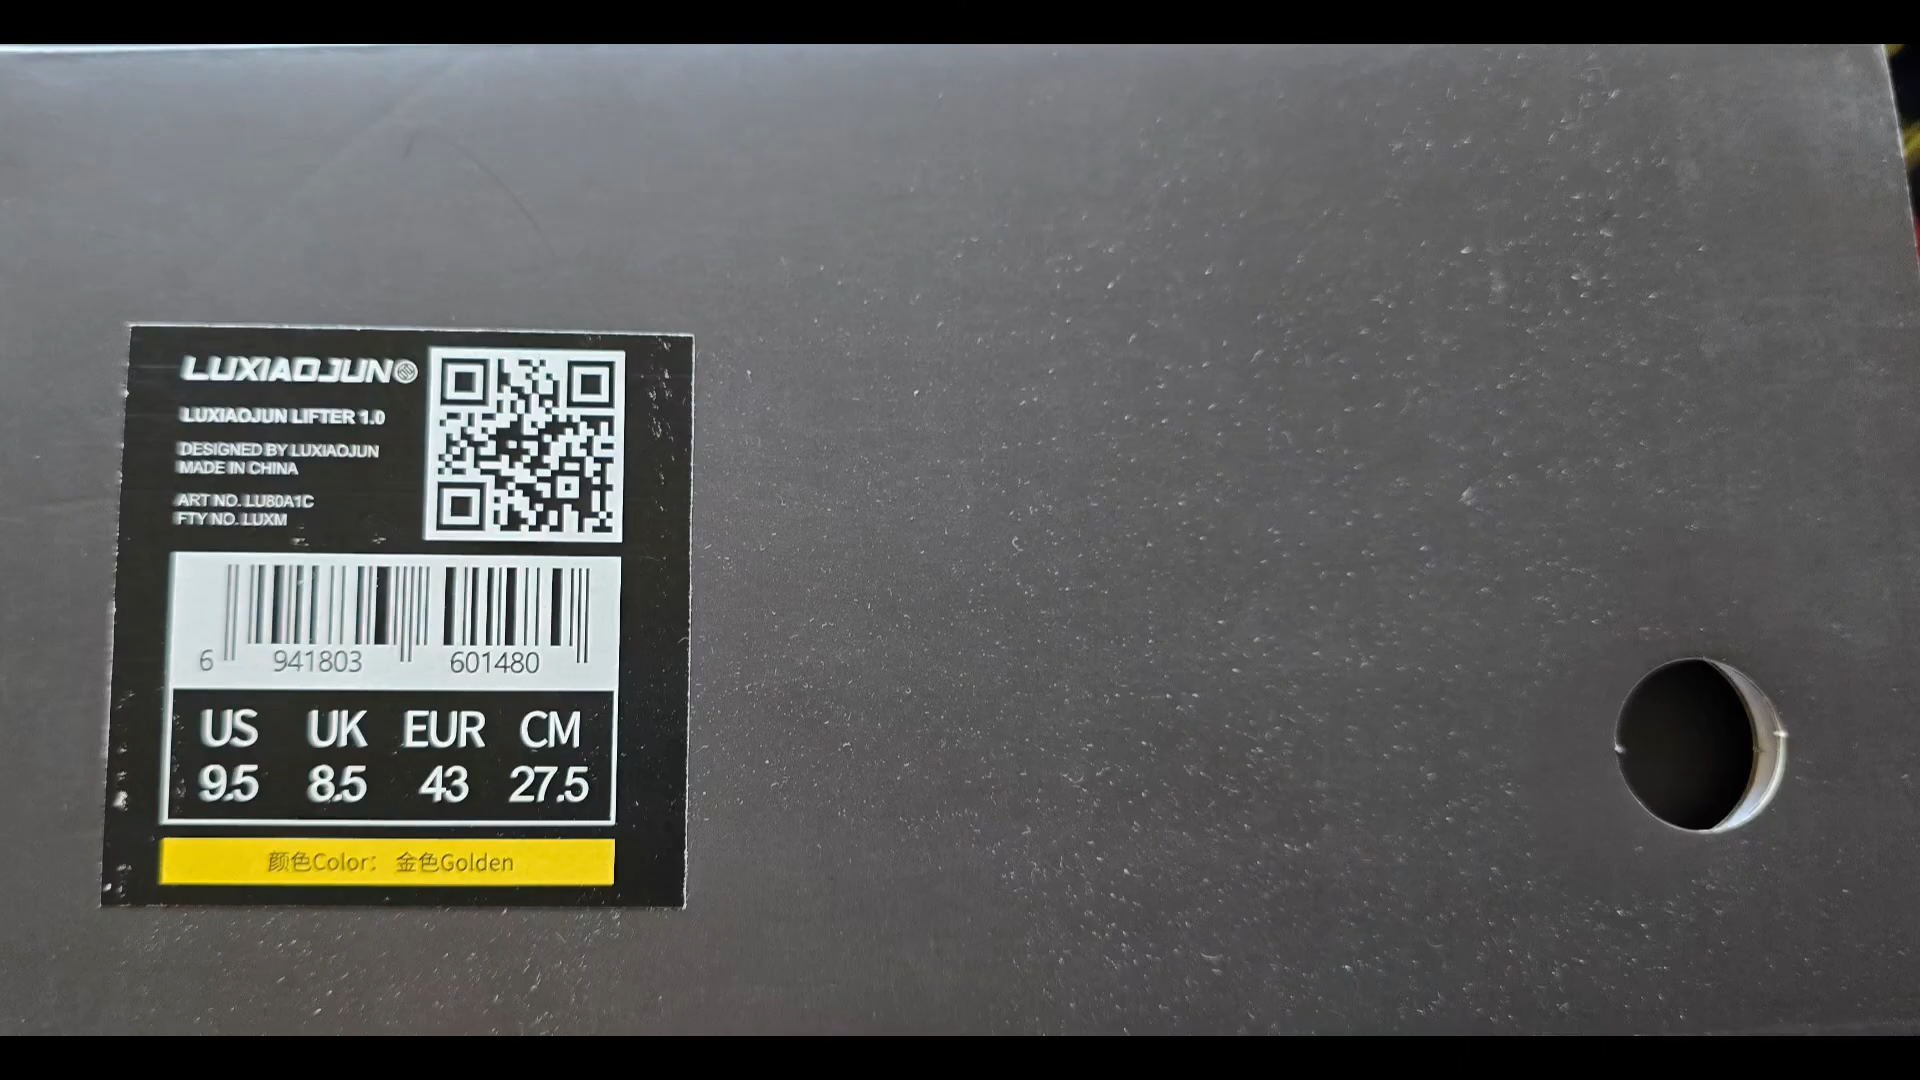 LUXIAOJUN
LUXIAOJUN LIFTER 1.0
DESIGNED BY LUXIAOJUN
MADE IN CHINA
ART NO. LU80A1C
FTY NO. LUXM
6 941803 601480
US UK EUR CM
9.5 8.5 43 27.5
颜色Color： 金色Golden